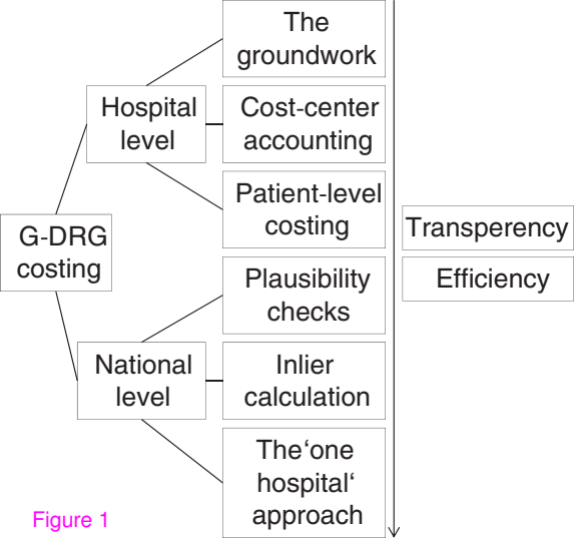 The
groundwork
Hospital
level
Cost-center
accounting
Patient-level
costing
G-DRG
costing
Transperency
Efficiency
Plausibility
checks
National
level
Inlier
calculation
The‘one
hospital‘
approach
Figure 1